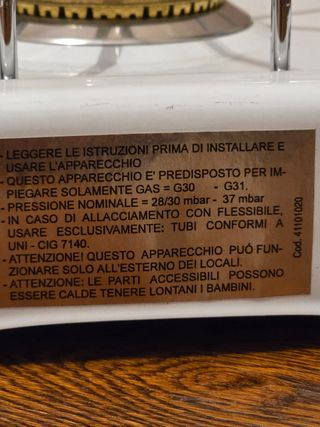 - LEGGERE LE ISTRUZIONI PRIMA DI INSTALLARE E
USARE L'APPARECCHIO
- QUESTO APPARECCHIO E' PREDISPOSTO PER IM-
PIEGARE SOLAMENTE GAS = G30 - G31.
- PRESSIONE NOMINALE = 28/30 mbar - 37 mbar
- IN CASO DI ALLACCIAMENTO CON FLESSIBILE,
USARE ESCLUSIVAMENTE: TUBI CONFORMI A
UNI - CIG 7140.
- ATTENZIONE! QUESTO APPARECCHIO PUÓ FUN-
ZIONARE SOLO ALL'ESTERNO DEI LOCALI.
- ATTENZIONE: LE PARTI ACCESSIBILI POSSONO
ESSERE CALDE TENERE LONTANI I BAMBINI.
Cod. 41101020